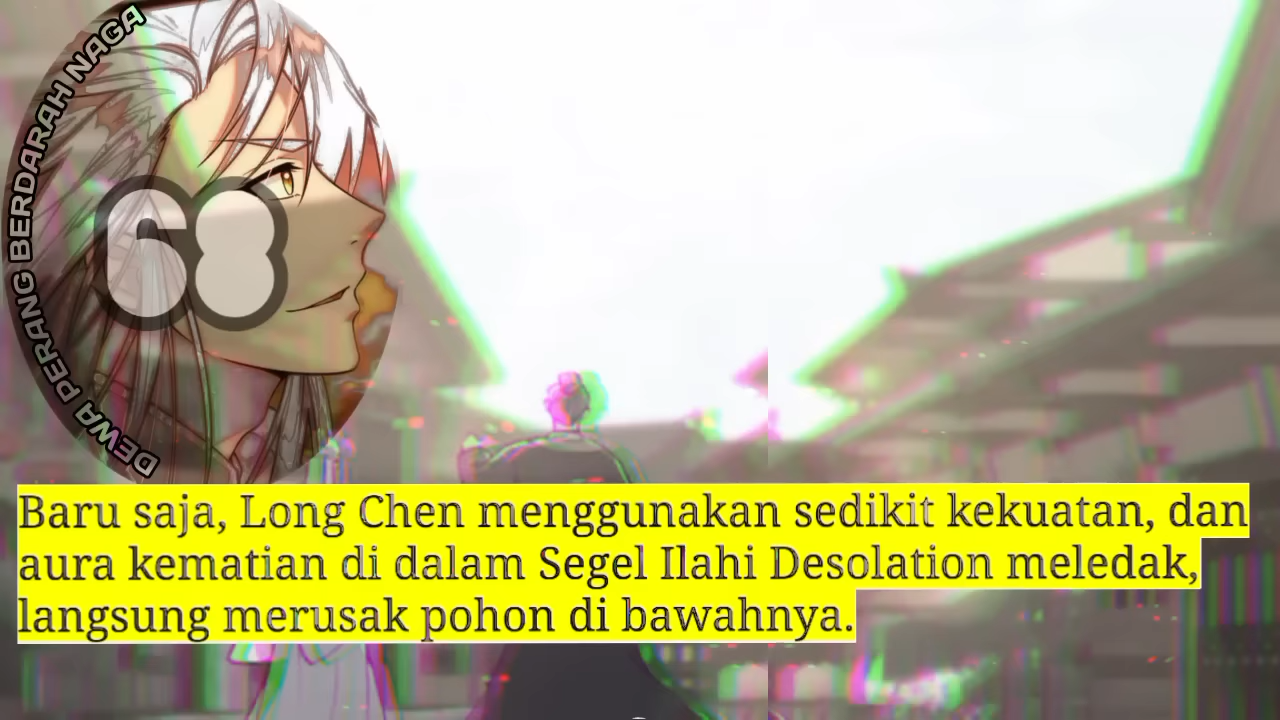 DEWA PERANG BERDARAH NAGA
68
Baru saja, Long Chen menggunakan sedikit kekuatan, dan
aura kematian di dalam Segel Ilahi Desolation meledak,
langsung merusak pohon di bawahnya.